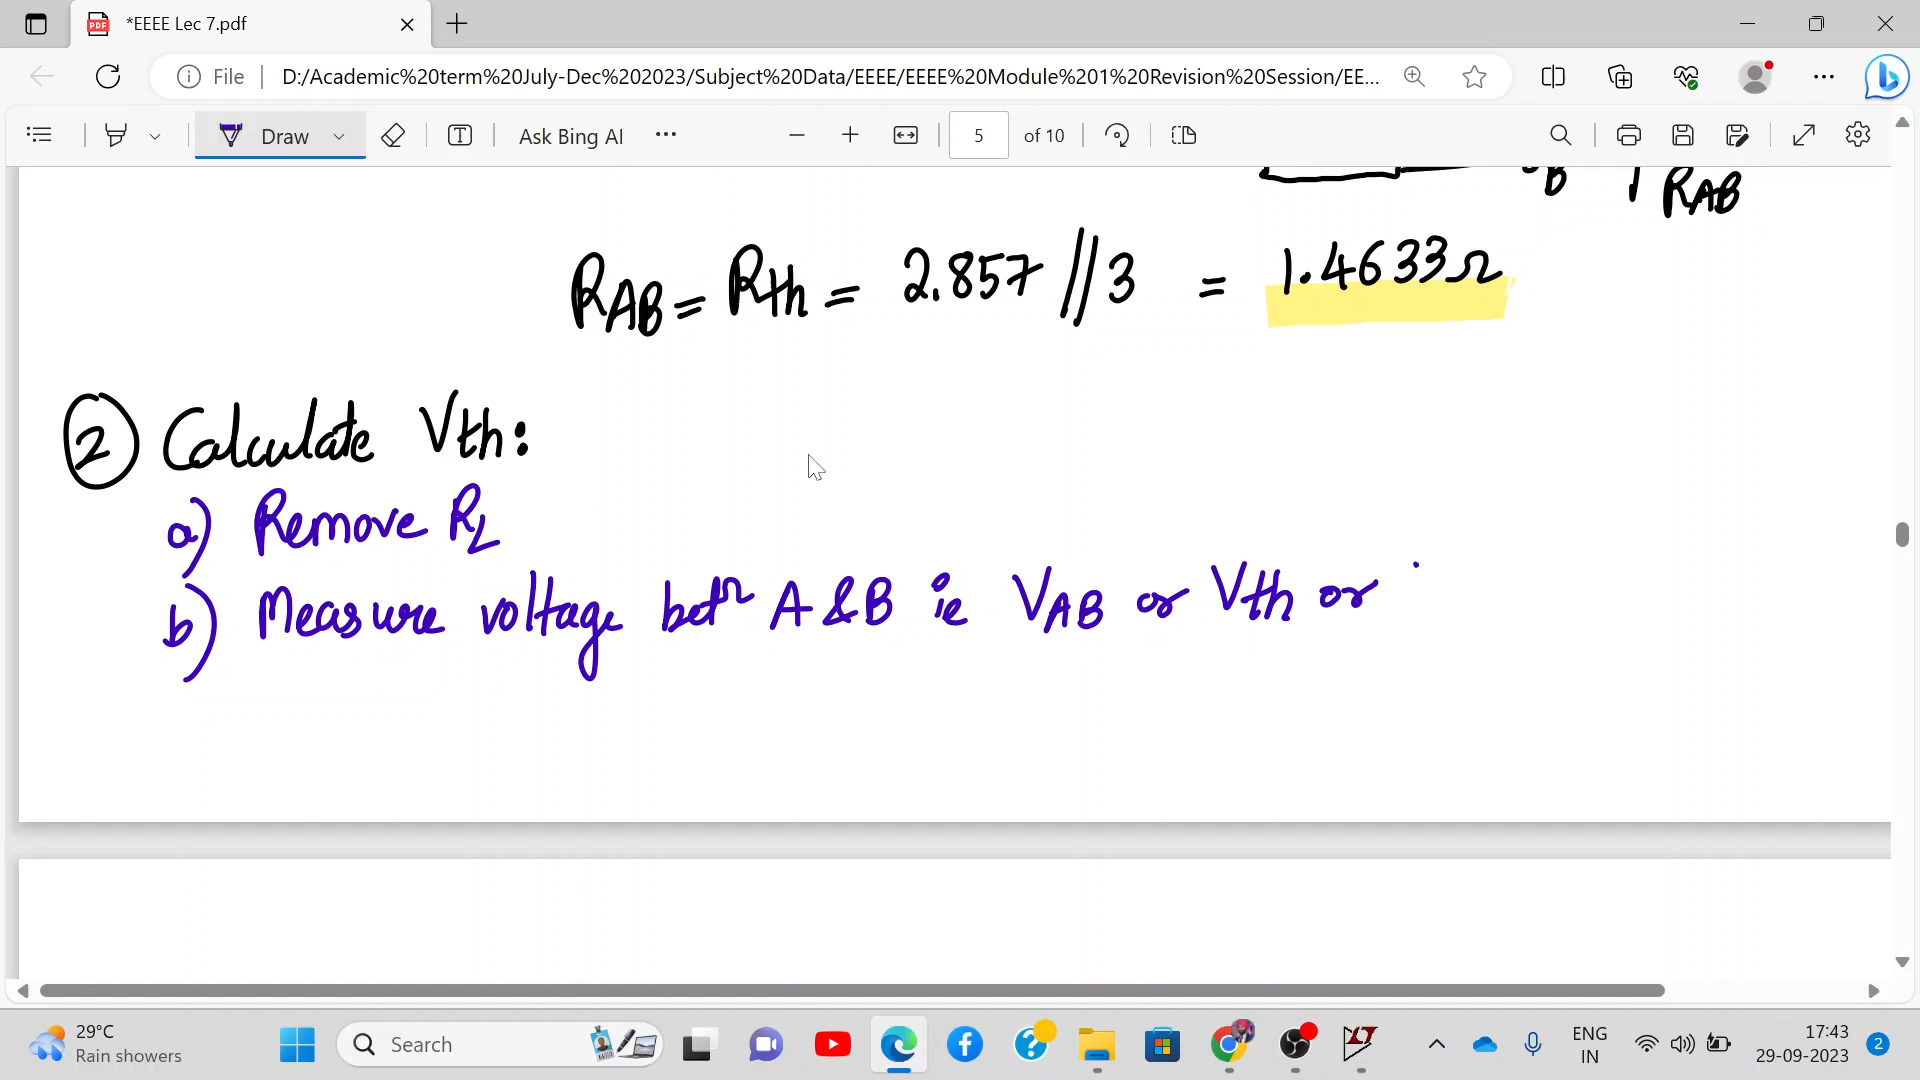 *EEEE Lec 7.pdf
File D:/Academic%20term%20July-Dec%202023/Subject%20Data/EEEE/EEEE%20Module%201%20Revision%20Session/EE...
Draw Ask Bing AI 5 of 10
B RAB
RAB = Rth = 2.857 // 3 = 1.4633Ω
2 Calculate Vth:
a) Remove RL
b) Measure voltage betn A & B ie VAB or Vth or
29°C
Rain showers
Search
ENG
IN
17:43
29-09-2023
2